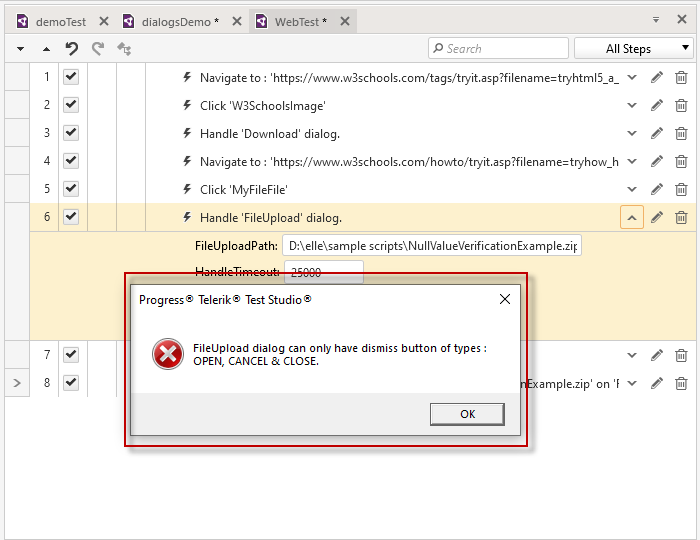 demoTest
dialogsDemo *
WebTest *
Search
All Steps
1 Navigate to : 'https://www.w3schools.com/tags/tryit.asp?filename=tryhtml5_a_
2 Click 'W3SchoolsImage'
3 Handle 'Download' dialog.
4 Navigate to : 'https://www.w3schools.com/howto/tryit.asp?filename=tryhow_h
5 Click 'MyFileFile'
6 Handle 'FileUpload' dialog.
FileUploadPath: D:\elle\sample scripts\NullValueVerificationExample.zip
HandleTimeout: 25000
Progress® Telerik® Test Studio®
FileUpload dialog can only have dismiss button of types :
OPEN, CANCEL & CLOSE.
OK
7
8 Example.zip' on 'F